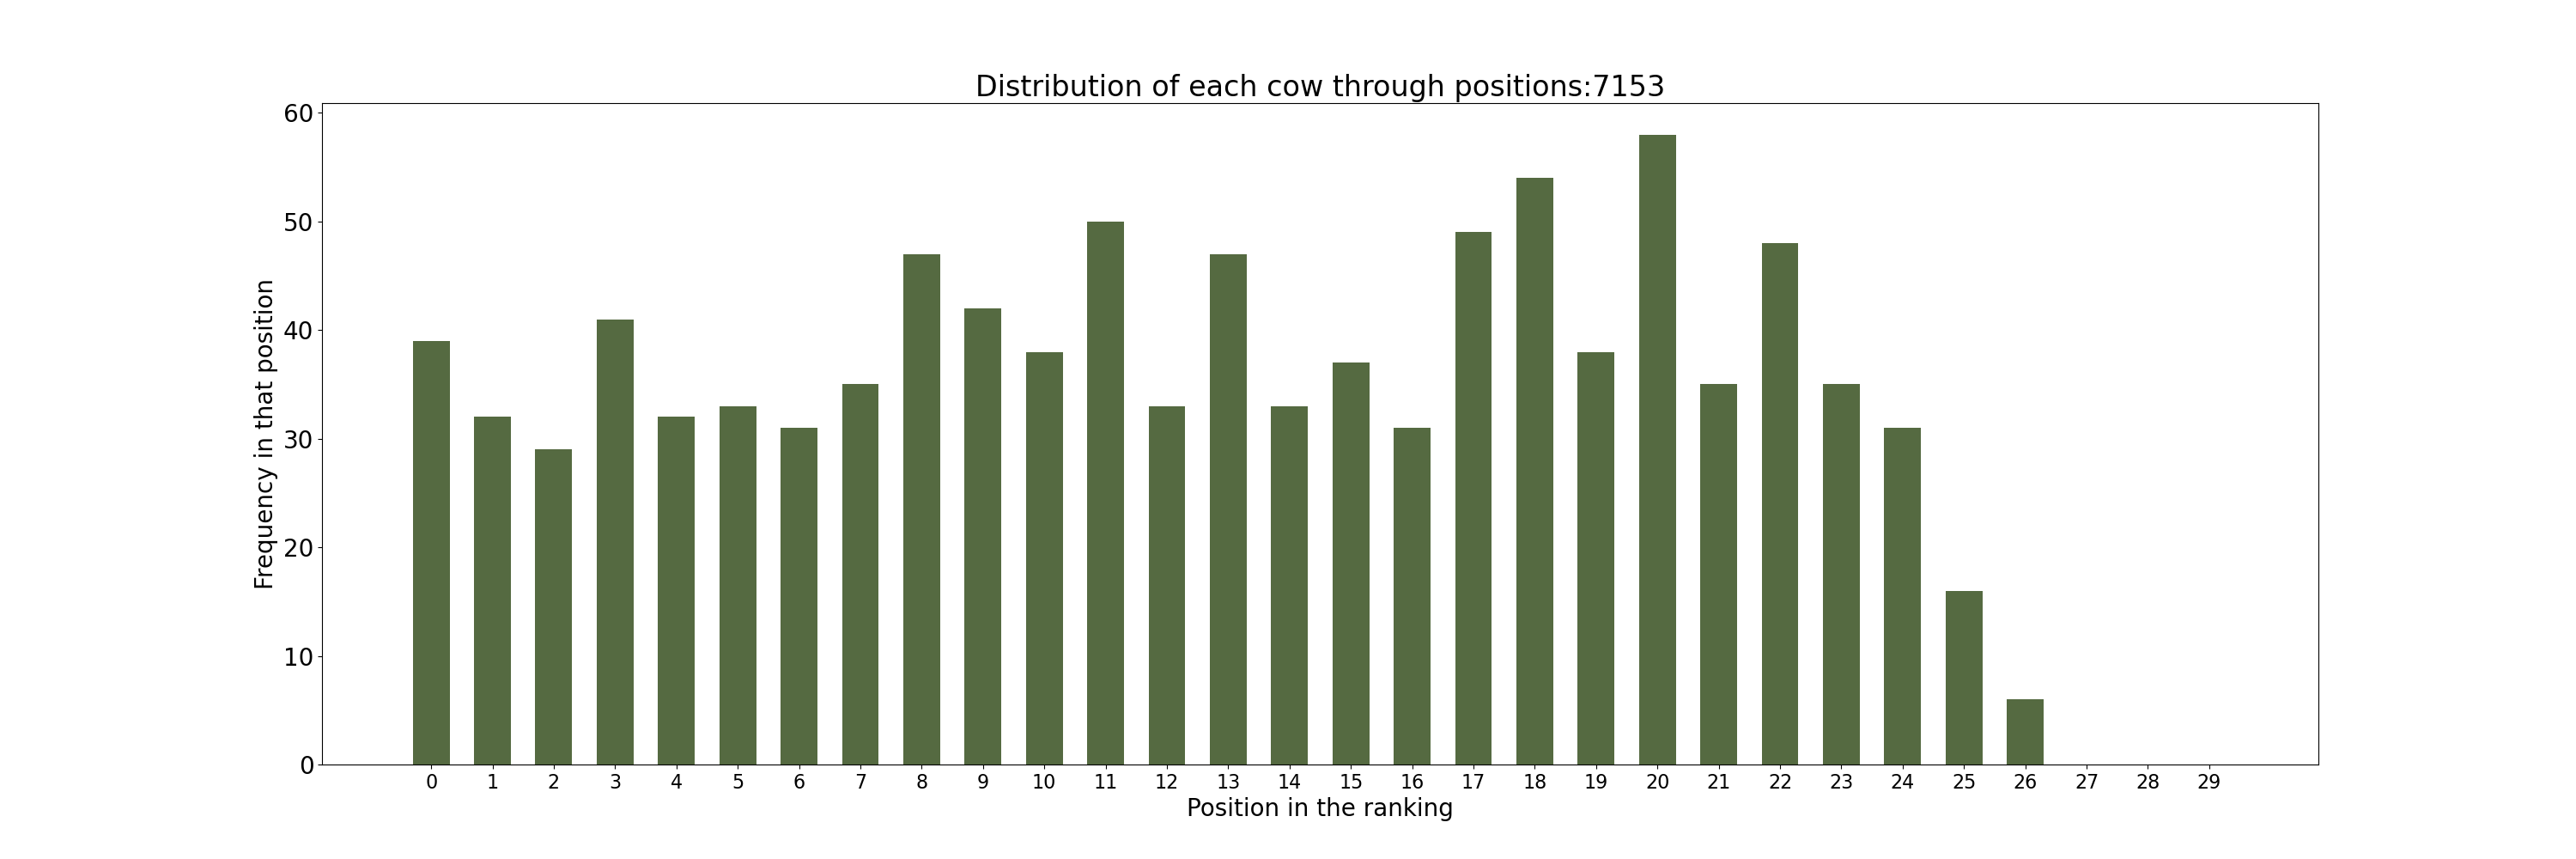 Distribution of each cow through positions:7153
Frequency in that position
60
50
40
30
20
10
0
0 1 2 3 4 5 6 7 8 9 10 11 12 13 14 15 16 17 18 19 20 21 22 23 24 25 26 27 28 29
Position in the ranking